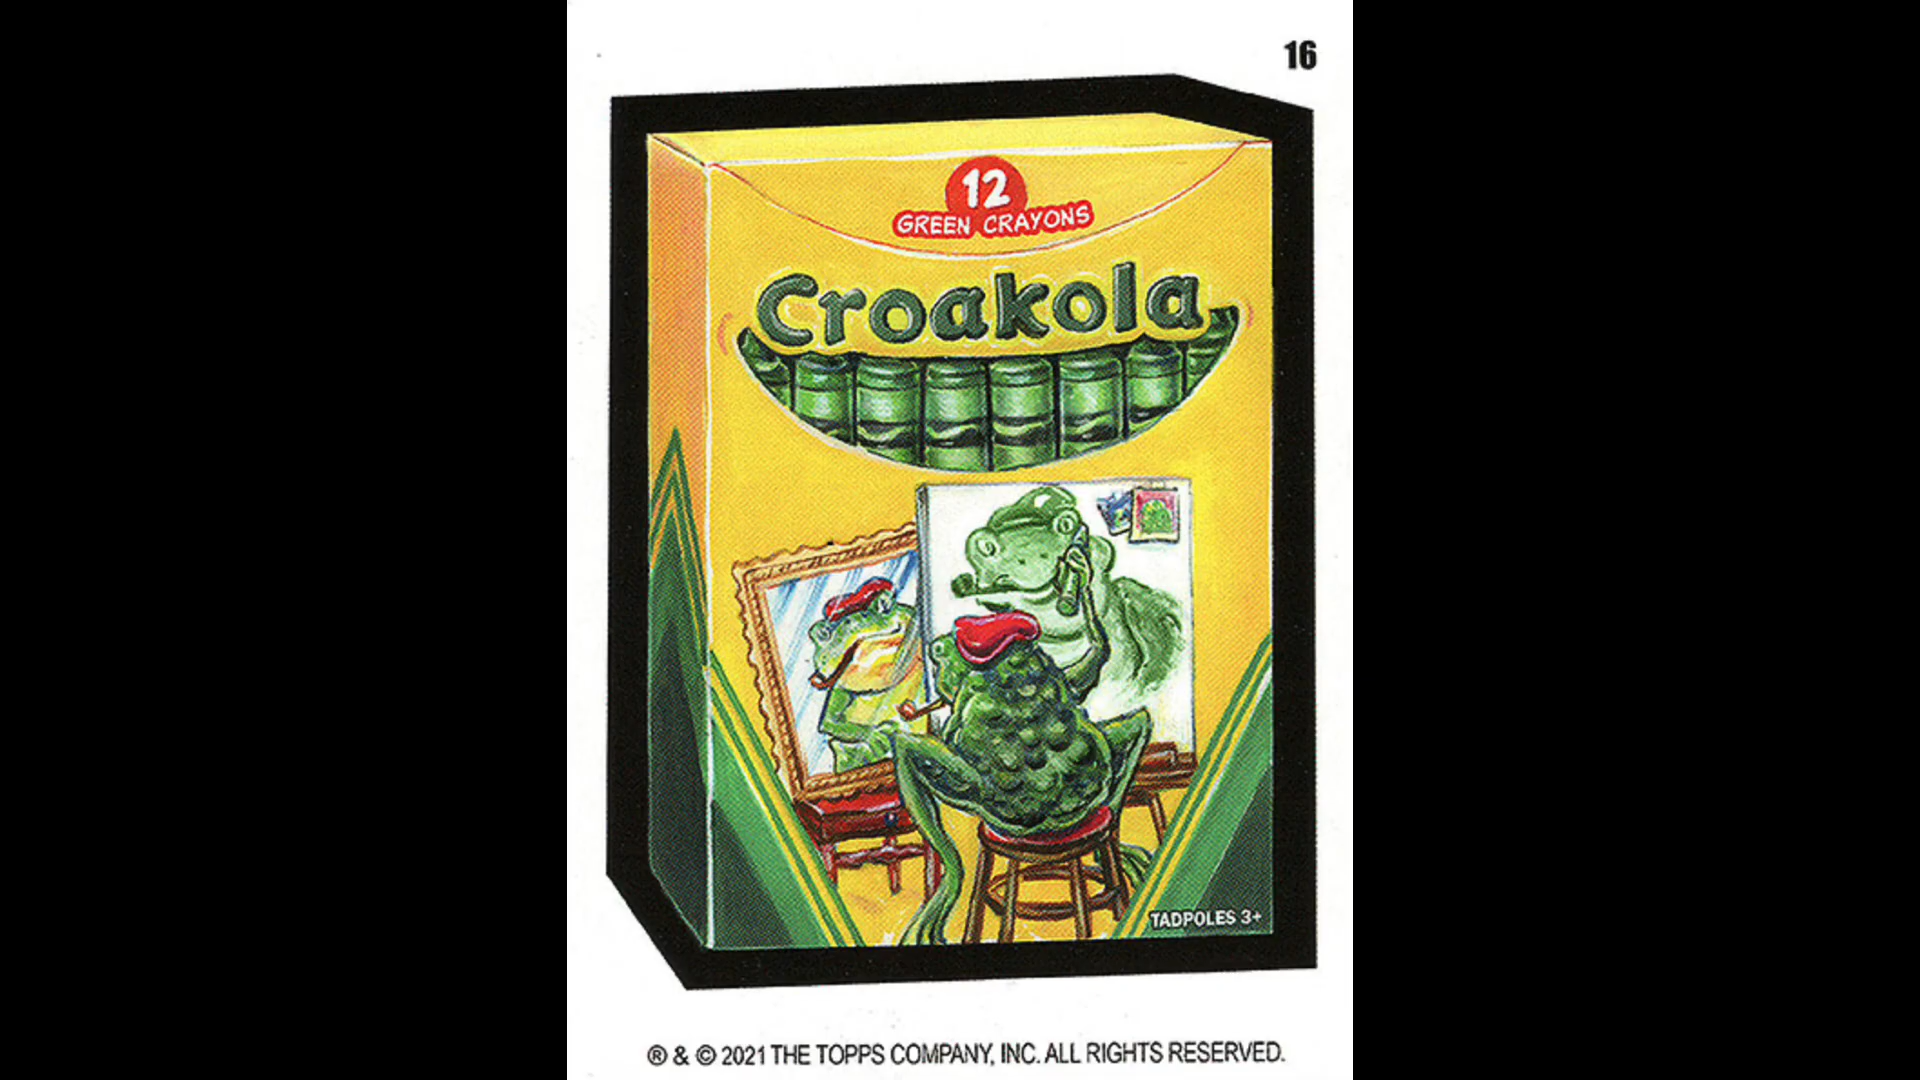 16
12
GREEN CRAYONS
Croakola
TADPOLES 3+
® & © 2021 THE TOPPS COMPANY, INC. ALL RIGHTS RESERVED.